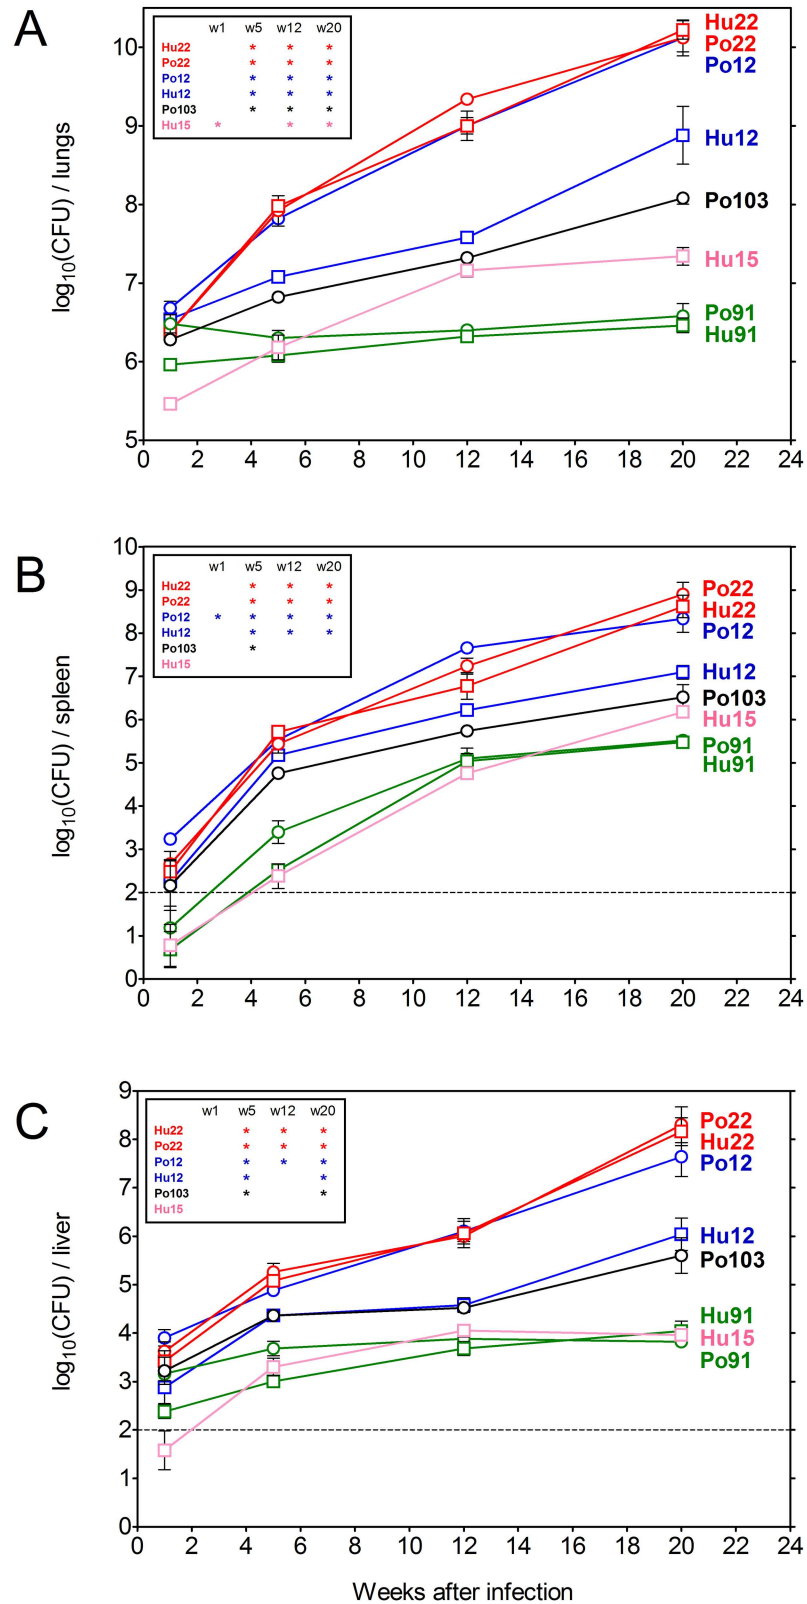 A
w1 w5 w12 w20
Hu22 * * *
Po22 * * *
Po12 * * *
Hu12 * * *
Po103 * * *
Hu15 * * *
log10(CFU) / lungs
10
9
8
7
6
5
0 2 4 6 8 10 12 14 16 18 20 22 24
Hu22
Po22
Po12
Hu12
Po103
Hu15
Po91
Hu91
B
w1 w5 w12 w20
Hu22 * * *
Po22 * * *
Po12 * * * *
Hu12 * * *
Po103 *
Hu15
log10(CFU) / spleen
10
9
8
7
6
5
4
3
2
1
0
0 2 4 6 8 10 12 14 16 18 20 22 24
Po22
Hu22
Po12
Hu12
Po103
Hu15
Po91
Hu91
C
w1 w5 w12 w20
Hu22 * * *
Po22 * * *
Po12 * * *
Hu12 * *
Po103 * *
Hu15
log10(CFU) / liver
9
8
7
6
5
4
3
2
1
0
0 2 4 6 8 10 12 14 16 18 20 22 24
Po22
Hu22
Po12
Hu12
Po103
Hu91
Hu15
Po91
Weeks after infection